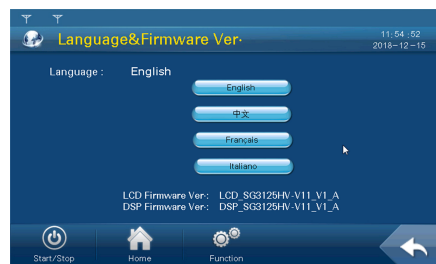 Language&Firmware Ver·
11:54:52
2018-12-15
Language : English
English
中文
Français
Italiano
LCD Firmware Ver·: LCD_SG3125HV-V11_V1_A
DSP Firmware Ver·: DSP_SG3125HV-V11_V1_A
Start/Stop Home Function